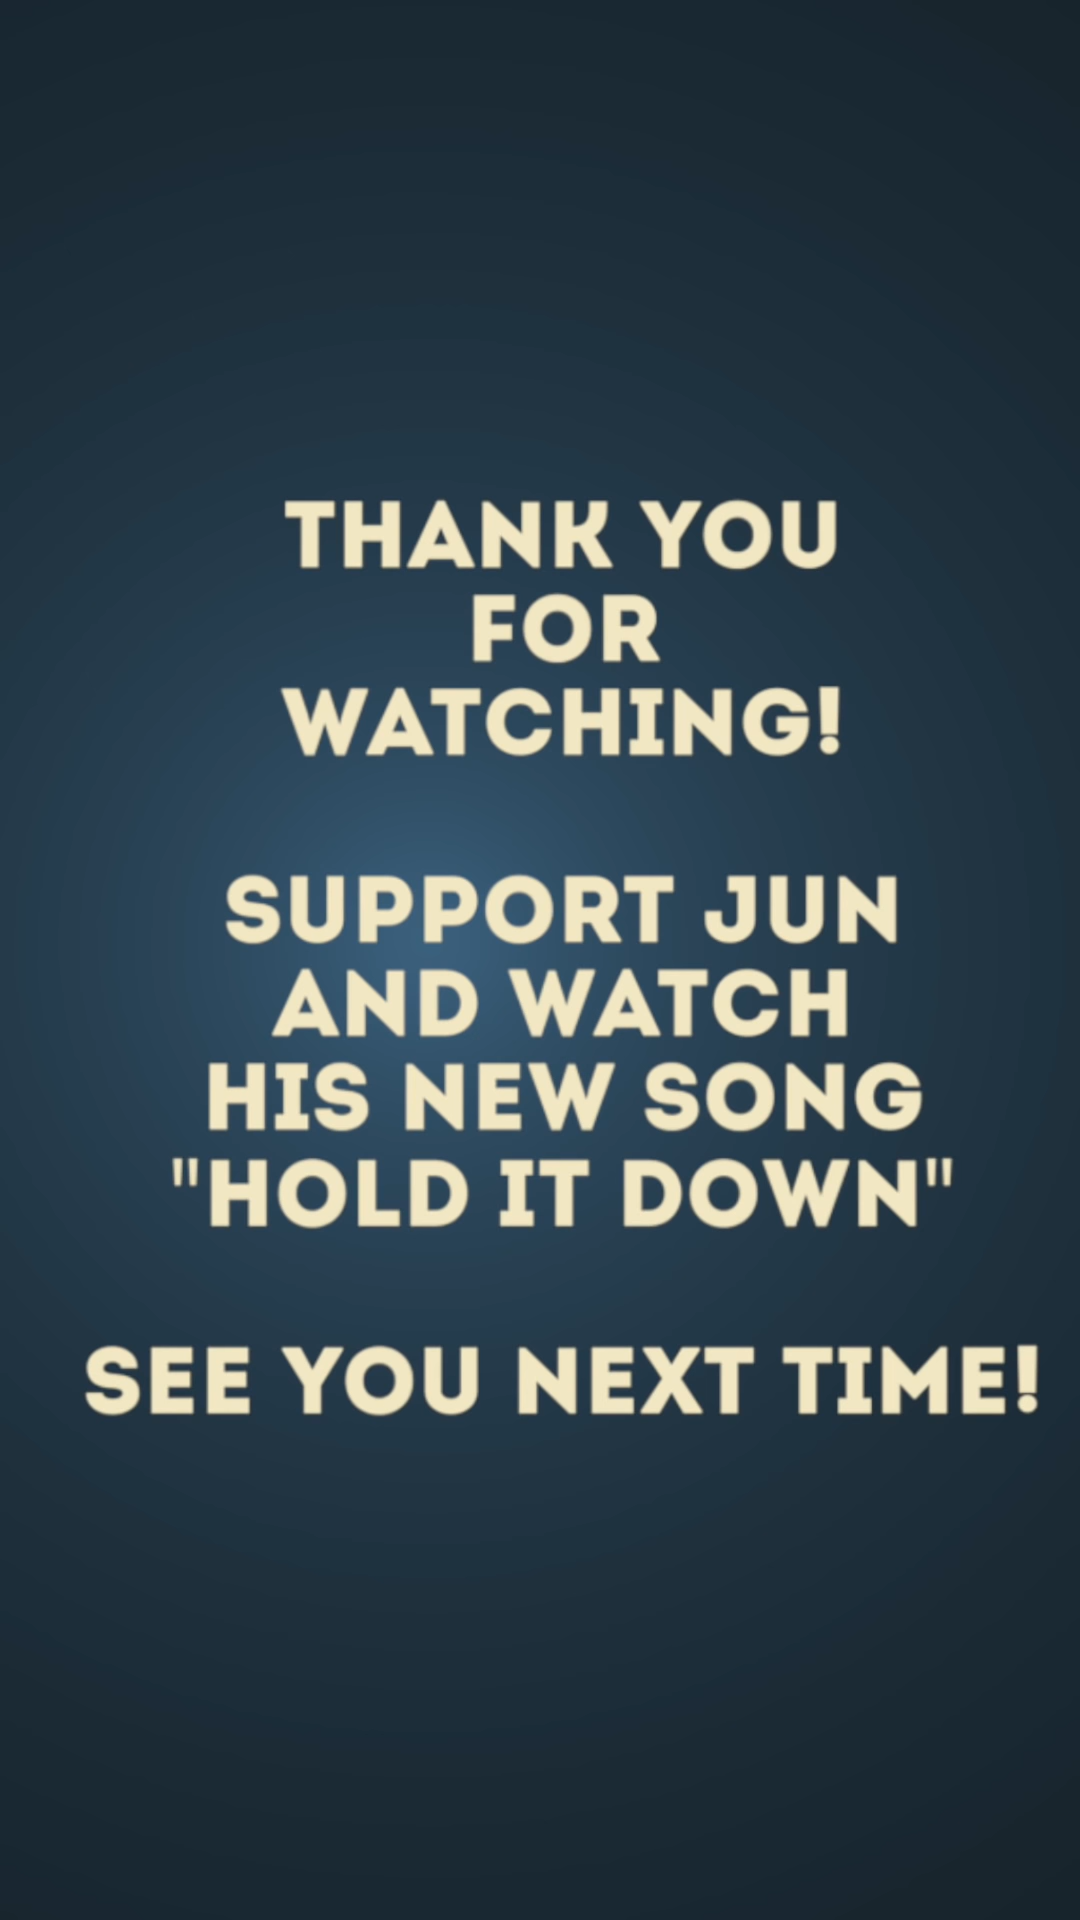 THANK YOU
FOR
WATCHING!
SUPPORT JUN
AND WATCH
HIS NEW SONG
"HOLD IT DOWN"
SEE YOU NEXT TIME!